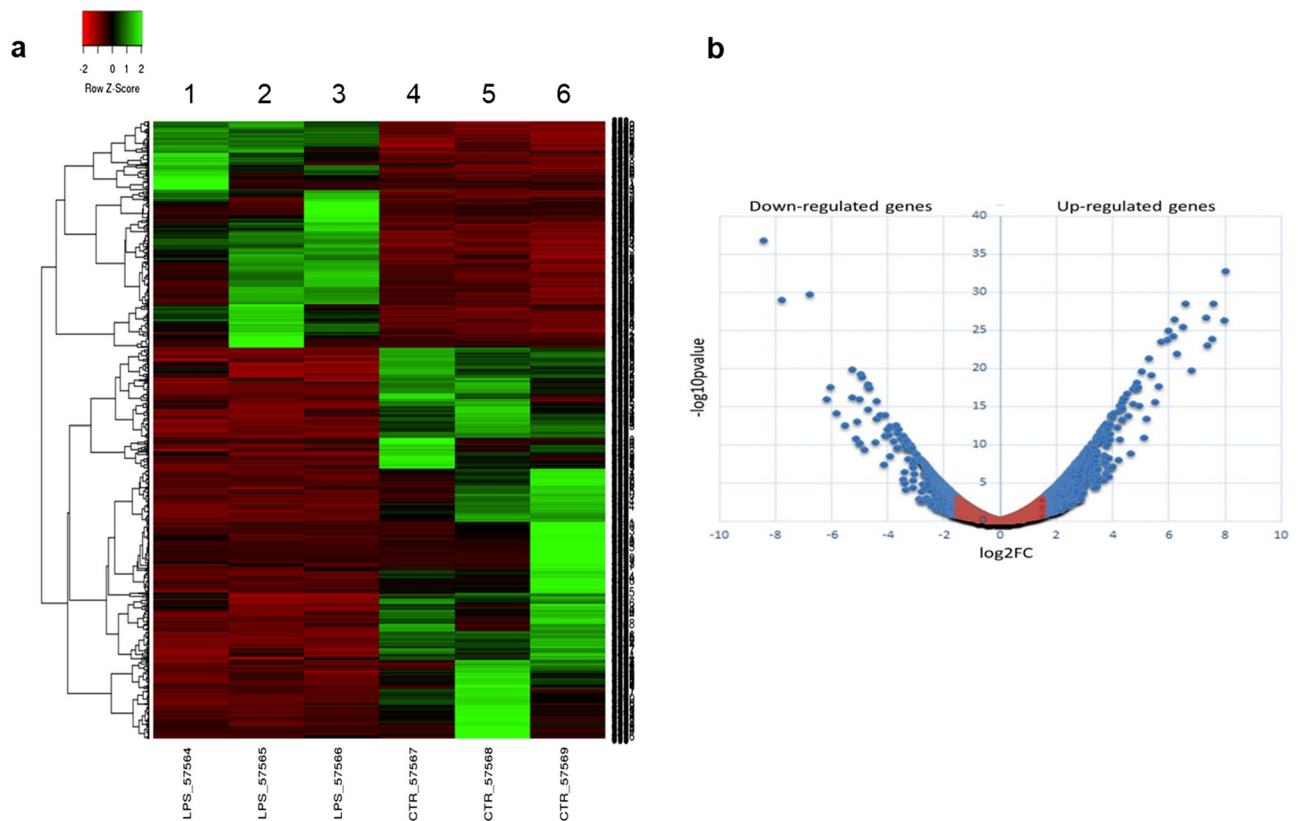 a
-2 0 1 2
Row Z-Score
1 2 3 4 5 6
LPS_57564
LPS_57565
LPS_57566
CTR_57567
CTR_57568
CTR_57569
b
Down-regulated genes Up-regulated genes
40
35
30
25
20
15
10
5
0
-10 -8 -6 -4 -2 0 2 4 6 8 10
log2FC
-log10pvalue